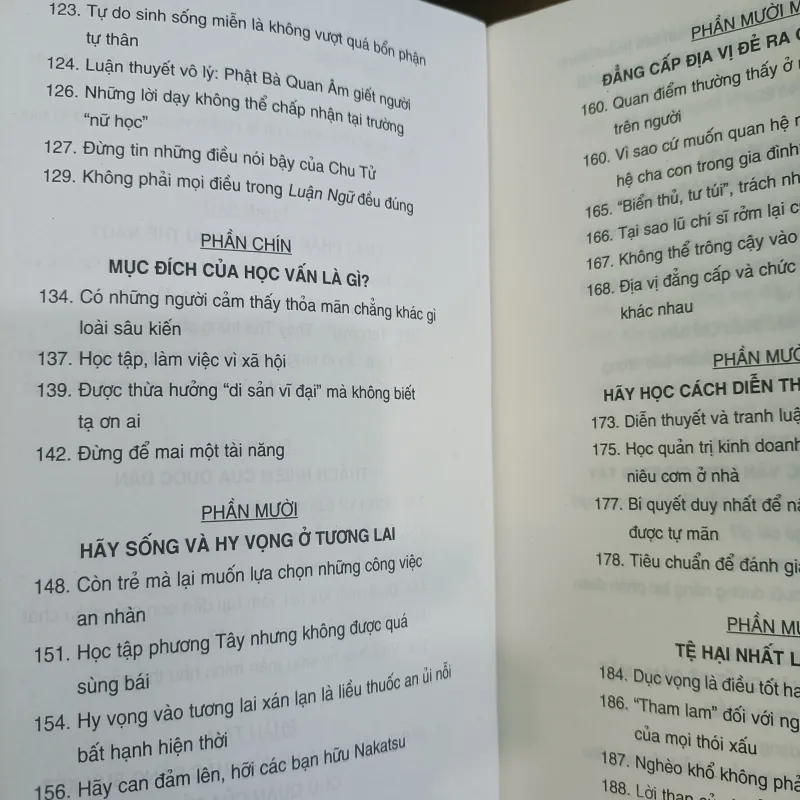 123. Tự do sinh sống miễn là không vượt quá bổn phận
tự thân
124. Luận thuyết vô lý: Phật Bà Quan Âm giết người
126. Những lời dạy không thể chấp nhận tại trường
“nữ học”
127. Đừng tin những điều nói bậy của Chu Tử
129. Không phải mọi điều trong Luận Ngữ đều đúng
PHẦN CHÍN
MỤC ĐÍCH CỦA HỌC VẤN LÀ GÌ?
134. Có những người cảm thấy thỏa mãn chẳng khác gì
loài sâu kiến
137. Học tập, làm việc vì xã hội
139. Được thừa hưởng “di sản vĩ đại” mà không biết
tạ ơn ai
142. Đừng để mai một tài năng
PHẦN MƯỜI
HÃY SỐNG VÀ HY VỌNG Ở TƯƠNG LAI
148. Còn trẻ mà lại muốn lựa chọn những công việc
an nhàn
151. Học tập phương Tây nhưng không được quá
sùng bái
154. Hy vọng vào tương lai xán lạn là liều thuốc an ủi nỗi
bất hạnh hiện thời
156. Hãy can đảm lên, hỡi các bạn hữu Nakatsu
PHẦN MƯỜI M
ĐẲNG CẤP ĐỊA VỊ ĐẺ RA
160. Quan điểm thường thấy ở
trên người
160. Vì sao cứ muốn quan hệ
hệ cha con trong gia đình
165. “Biển thủ, tư túi”, trách nh
166. Tại sao lũ chí sĩ rởm lại c
167. Không thể trông cậy vào
168. Địa vị đẳng cấp và chức
khác nhau
PHẦN MƯỜ
HÃY HỌC CÁCH DIỄN TH
173. Diễn thuyết và tranh luậ
175. Học quản trị kinh doanh
niêu cơm ở nhà
177. Bí quyết duy nhất để nâ
được tự mãn
178. Tiêu chuẩn để đánh gi
PHẦN MƯ
TỆ HẠI NHẤT L
184. Dục vọng là điều tốt ha
186. “Tham lam” đối với ng
của mọi thói xấu
187. Nghèo khổ không phả
188. Lời than